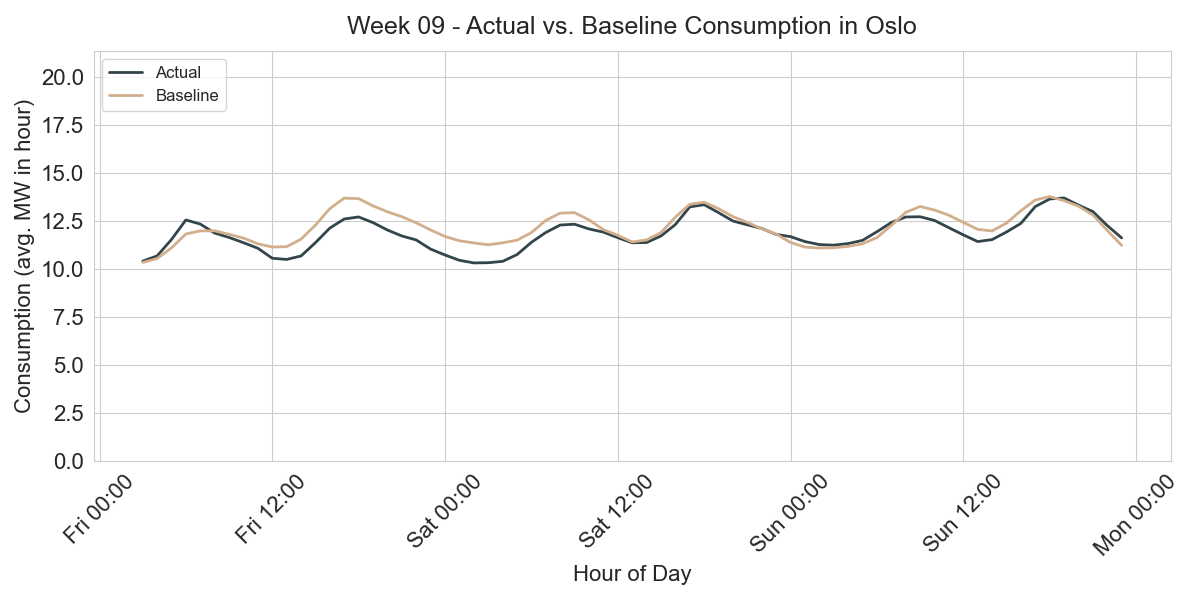 Week 09 - Actual vs. Baseline Consumption in Oslo
Actual
Baseline
Consumption (avg. MW in hour)
20.0
17.5
15.0
12.5
10.0
7.5
5.0
2.5
0.0
Fri 00:00
Fri 12:00
Sat 00:00
Sat 12:00
Sun 00:00
Sun 12:00
Mon 00:00
Hour of Day